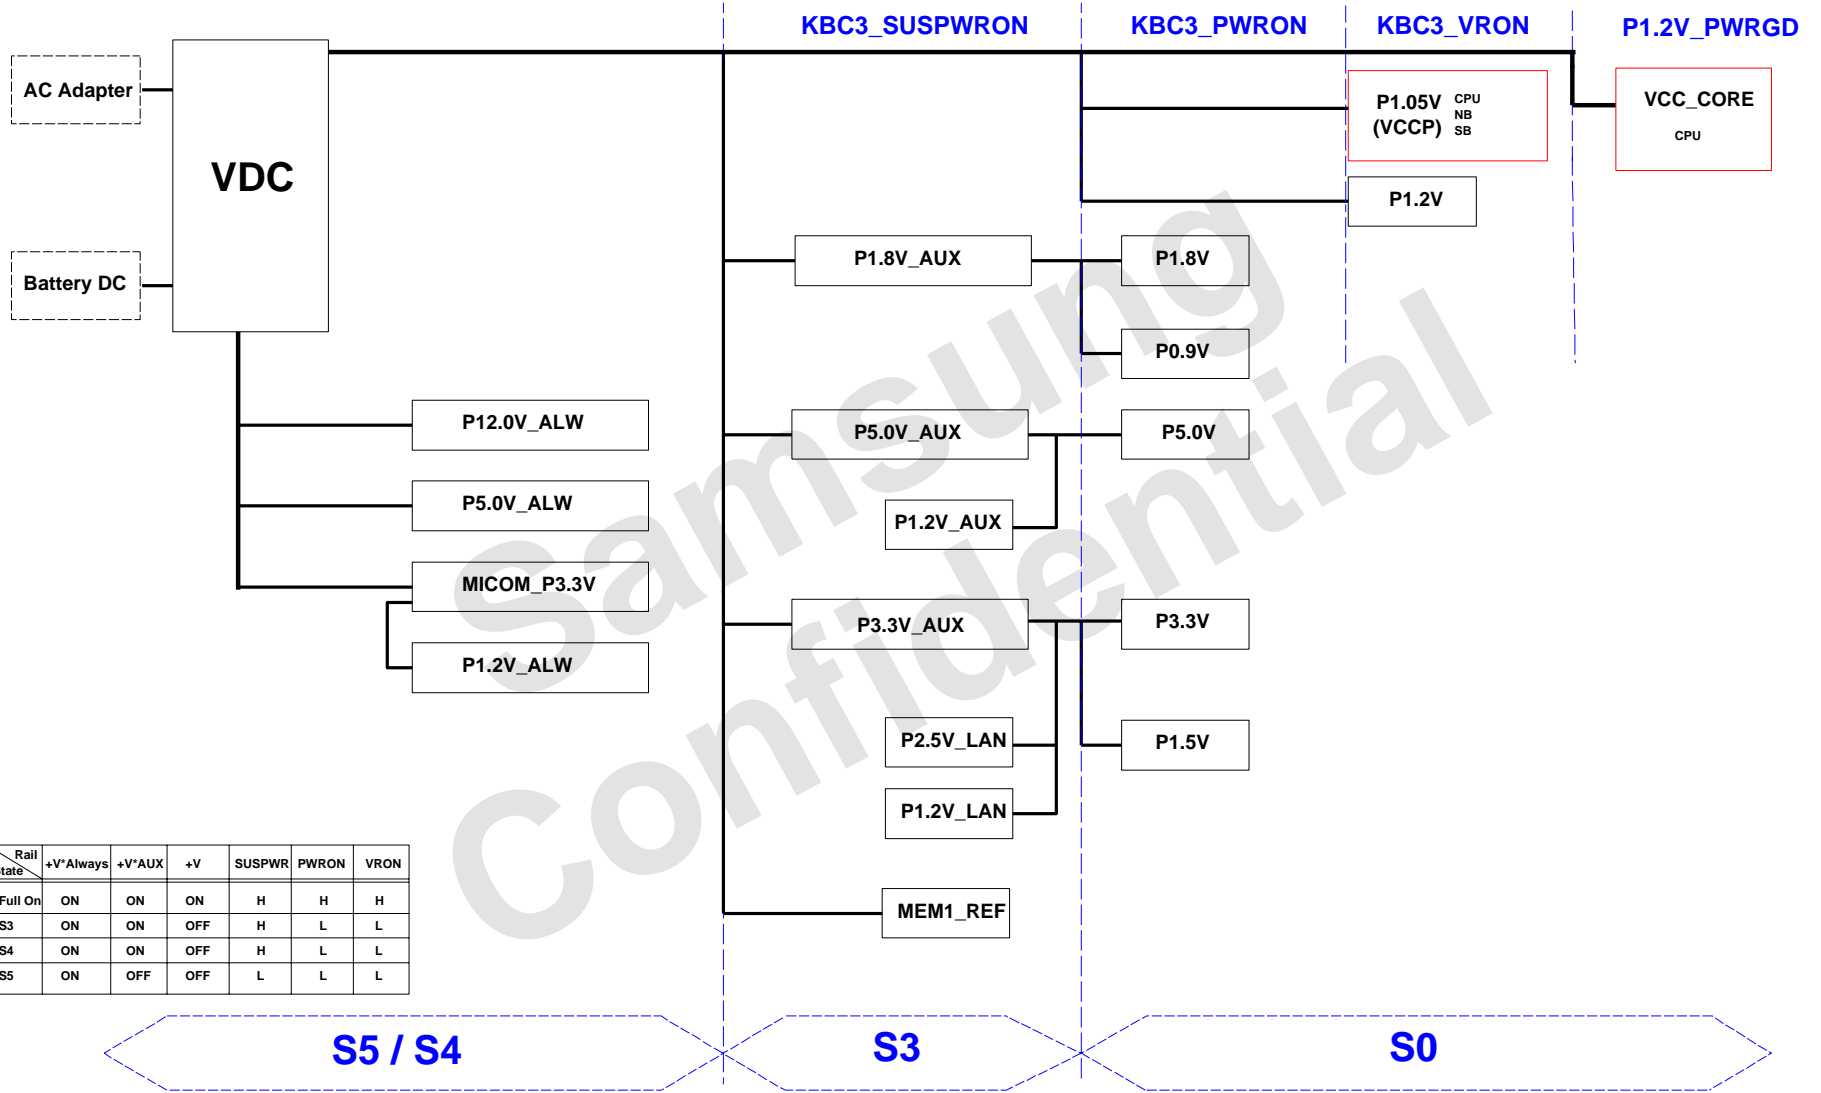 KBC3_SUSPWRON
KBC3_PWRON
KBC3_VRON
P1.2V_PWRGD
AC Adapter
VDC
Battery DC
P1.05V
(VCCP)
CPU
NB
SB
VCC_CORE
CPU
P1.2V
P1.8V_AUX
P1.8V
P0.9V
P12.0V_ALW
P5.0V_AUX
P5.0V
P5.0V_ALW
P1.2V_AUX
MICOM_P3.3V
P3.3V_AUX
P3.3V
P1.2V_ALW
P2.5V_LAN
P1.5V
P1.2V_LAN
MEM1_REF
Samsung
Confidential
Rail
State +V*Always +V*AUX +V SUSPWR PWRON VRON
Full On ON ON ON H H H
S3 ON ON OFF H L L
S4 ON ON OFF H L L
S5 ON OFF OFF L L L
S5 / S4
S3
S0